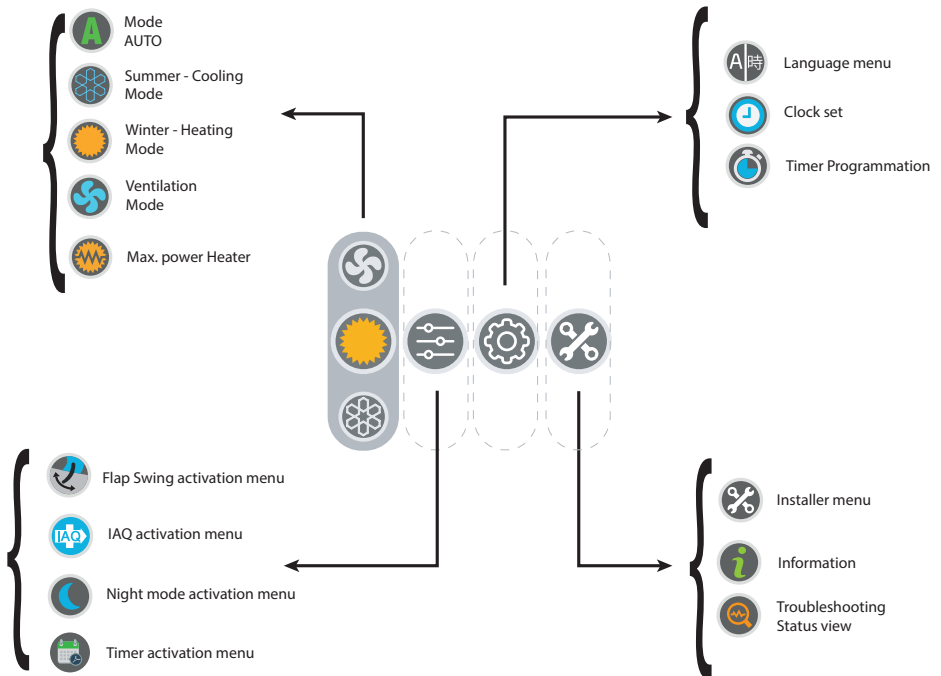 Mode
AUTO
Summer - Cooling
Mode
Winter - Heating
Mode
Ventilation
Mode
Max. power Heater
A 時
Language menu
Clock set
Timer Programmation
Flap Swing activation menu
IAQ
IAQ activation menu
Night mode activation menu
Timer activation menu
Installer menu
i
Information
Troubleshooting
Status view